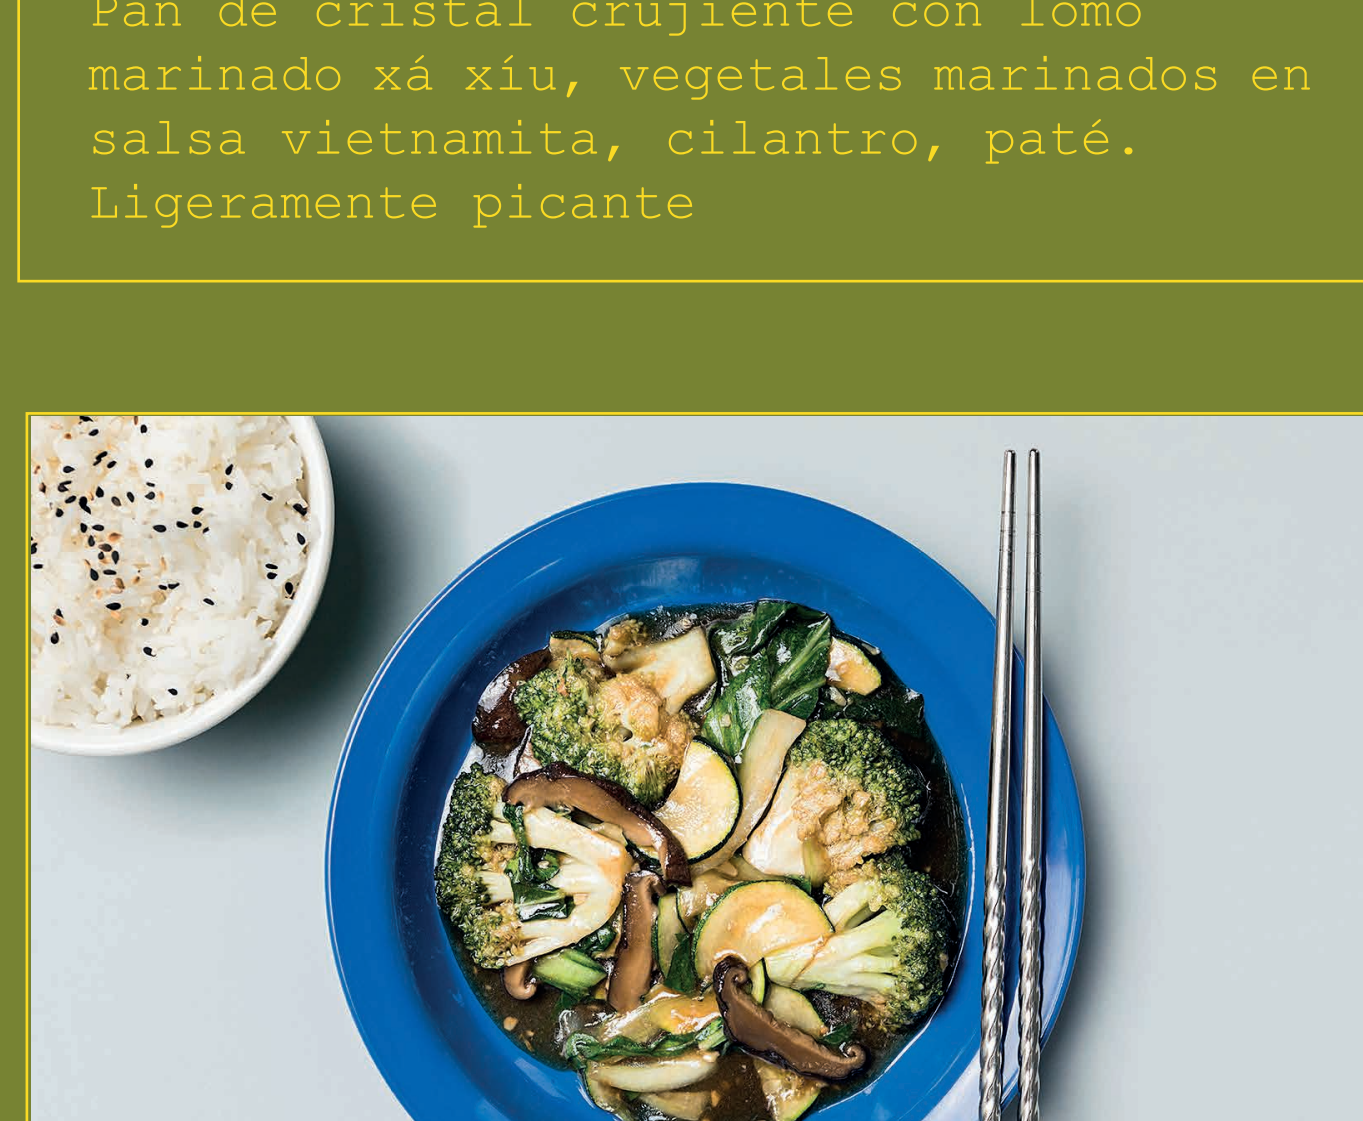 Pan de cristal crujiente con lomo
marinado xá xíu, vegetales marinados en
salsa vietnamita, cilantro, paté.
Ligeramente picante